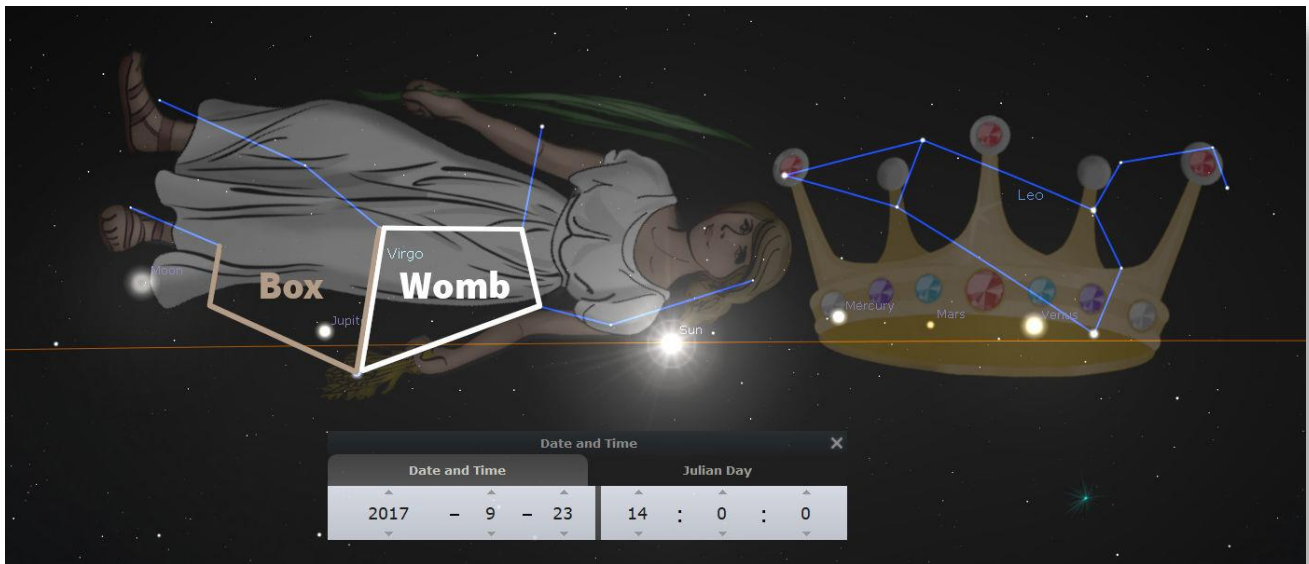 Leo
Virgo
Moon
Box
Womb
Jupit
Mercury
Mars
Venus
Sun
Date and Time
Date and Time
Julian Day
2017 - 9 - 23 14 : 0 : 0